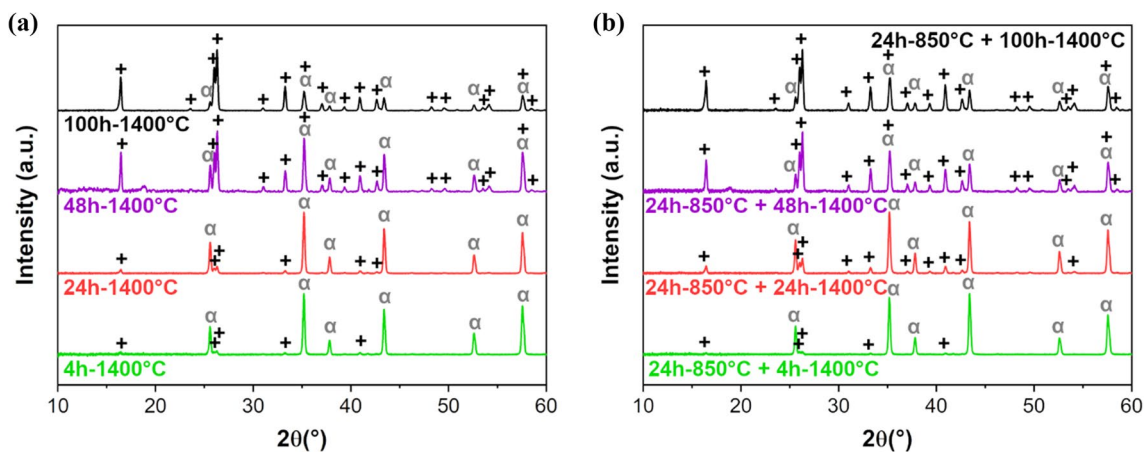 (a)
Intensity (a.u.)
100h-1400°C
48h-1400°C
24h-1400°C
4h-1400°C
+ + + + + + + + + + + + + + + +
α α α α
+ + + + + + + + + + + + + +
α α α α α α
+ + + + + +
α α α α α α
+ + + + +
α α α α α α
10 20 30 40 50 60
2θ(°)
(b)
Intensity (a.u.)
24h-850°C + 100h-1400°C
24h-850°C + 48h-1400°C
24h-850°C + 24h-1400°C
24h-850°C + 4h-1400°C
10 20 30 40 50 60
2θ(°)